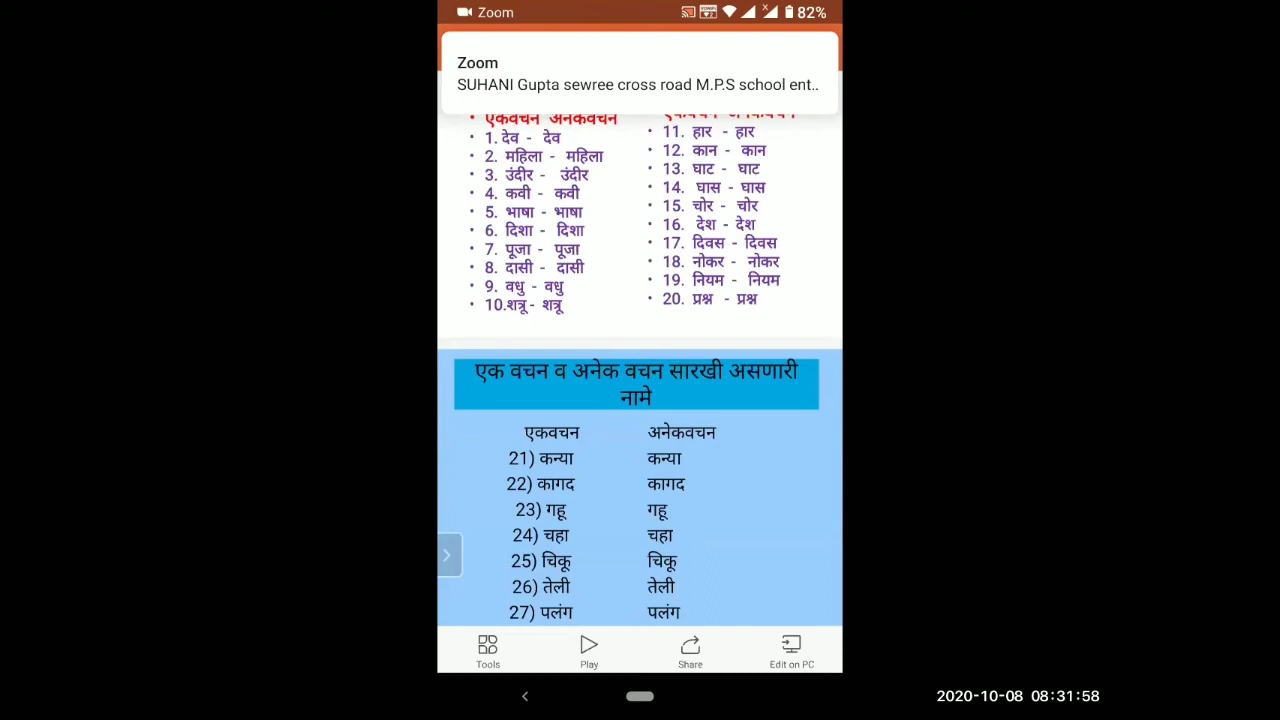 Zoom
82%
Zoom
SUHANI Gupta sewree cross road M.P.S school ent..
एकवचन अनेकवचन
1. देव - देव
2. महिला - महिला
3. उंदीर - उंदीर
4. कवी - कवी
5. भाषा - भाषा
6. दिशा - दिशा
7. पूजा - पूजा
8. दासी - दासी
9. वधु - वधु
10.शत्रू - शत्रू
11. हार - हार
12. कान - कान
13. घाट - घाट
14. घास - घास
15. चोर - चोर
16. देश - देश
17. दिवस - दिवस
18. नोकर - नोकर
19. नियम - नियम
20. प्रश्न - प्रश्न
एक वचन व अनेक वचन सारखी असणारी
नामे
एकवचन अनेकवचन
21) कन्या कन्या
22) कागद कागद
23) गहू गहू
24) चहा चहा
25) चिकू चिकू
26) तेली तेली
27) पलंग पलंग
Tools Play Share Edit on PC
2020-10-08 08:31:58